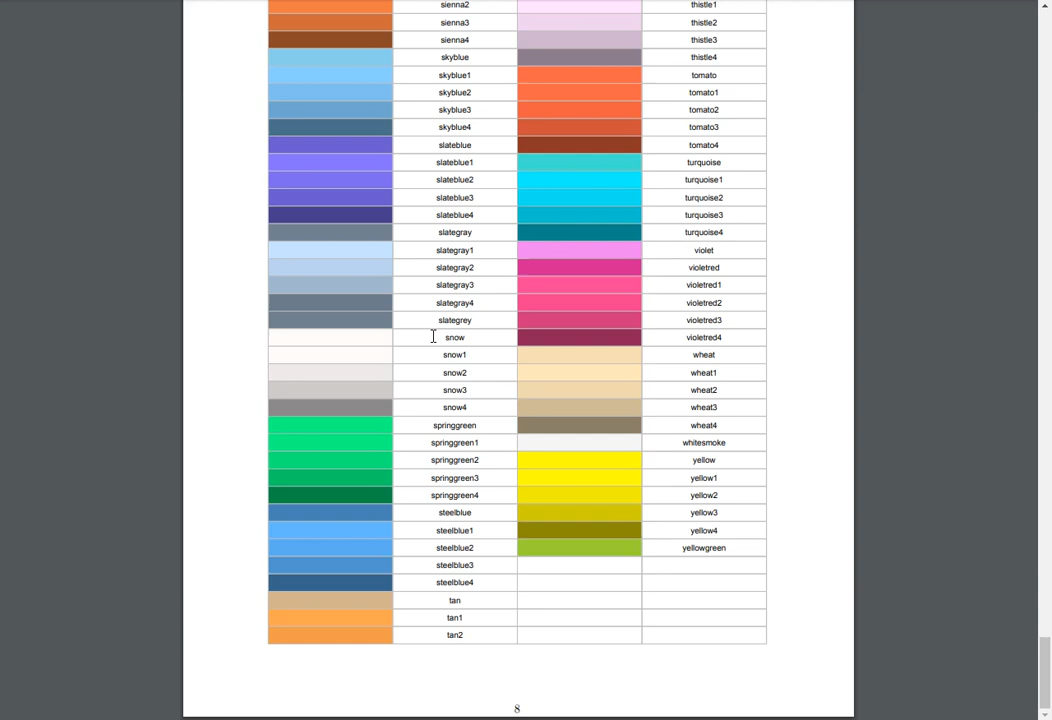 sienna2 thistle1
sienna3 thistle2
sienna4 thistle3
skyblue thistle4
skyblue1 tomato
skyblue2 tomato1
skyblue3 tomato2
skyblue4 tomato3
slateblue tomato4
slateblue1 turquoise
slateblue2 turquoise1
slateblue3 turquoise2
slateblue4 turquoise3
slategray turquoise4
slategray1 violet
slategray2 violetred
slategray3 violetred1
slategray4 violetred2
slategrey violetred3
snow violetred4
snow1 wheat
snow2 wheat1
snow3 wheat2
snow4 wheat3
springgreen wheat4
springgreen1 whitesmoke
springgreen2 yellow
springgreen3 yellow1
springgreen4 yellow2
steelblue yellow3
steelblue1 yellow4
steelblue2 yellowgreen
steelblue3
steelblue4
tan
tan1
tan2
8